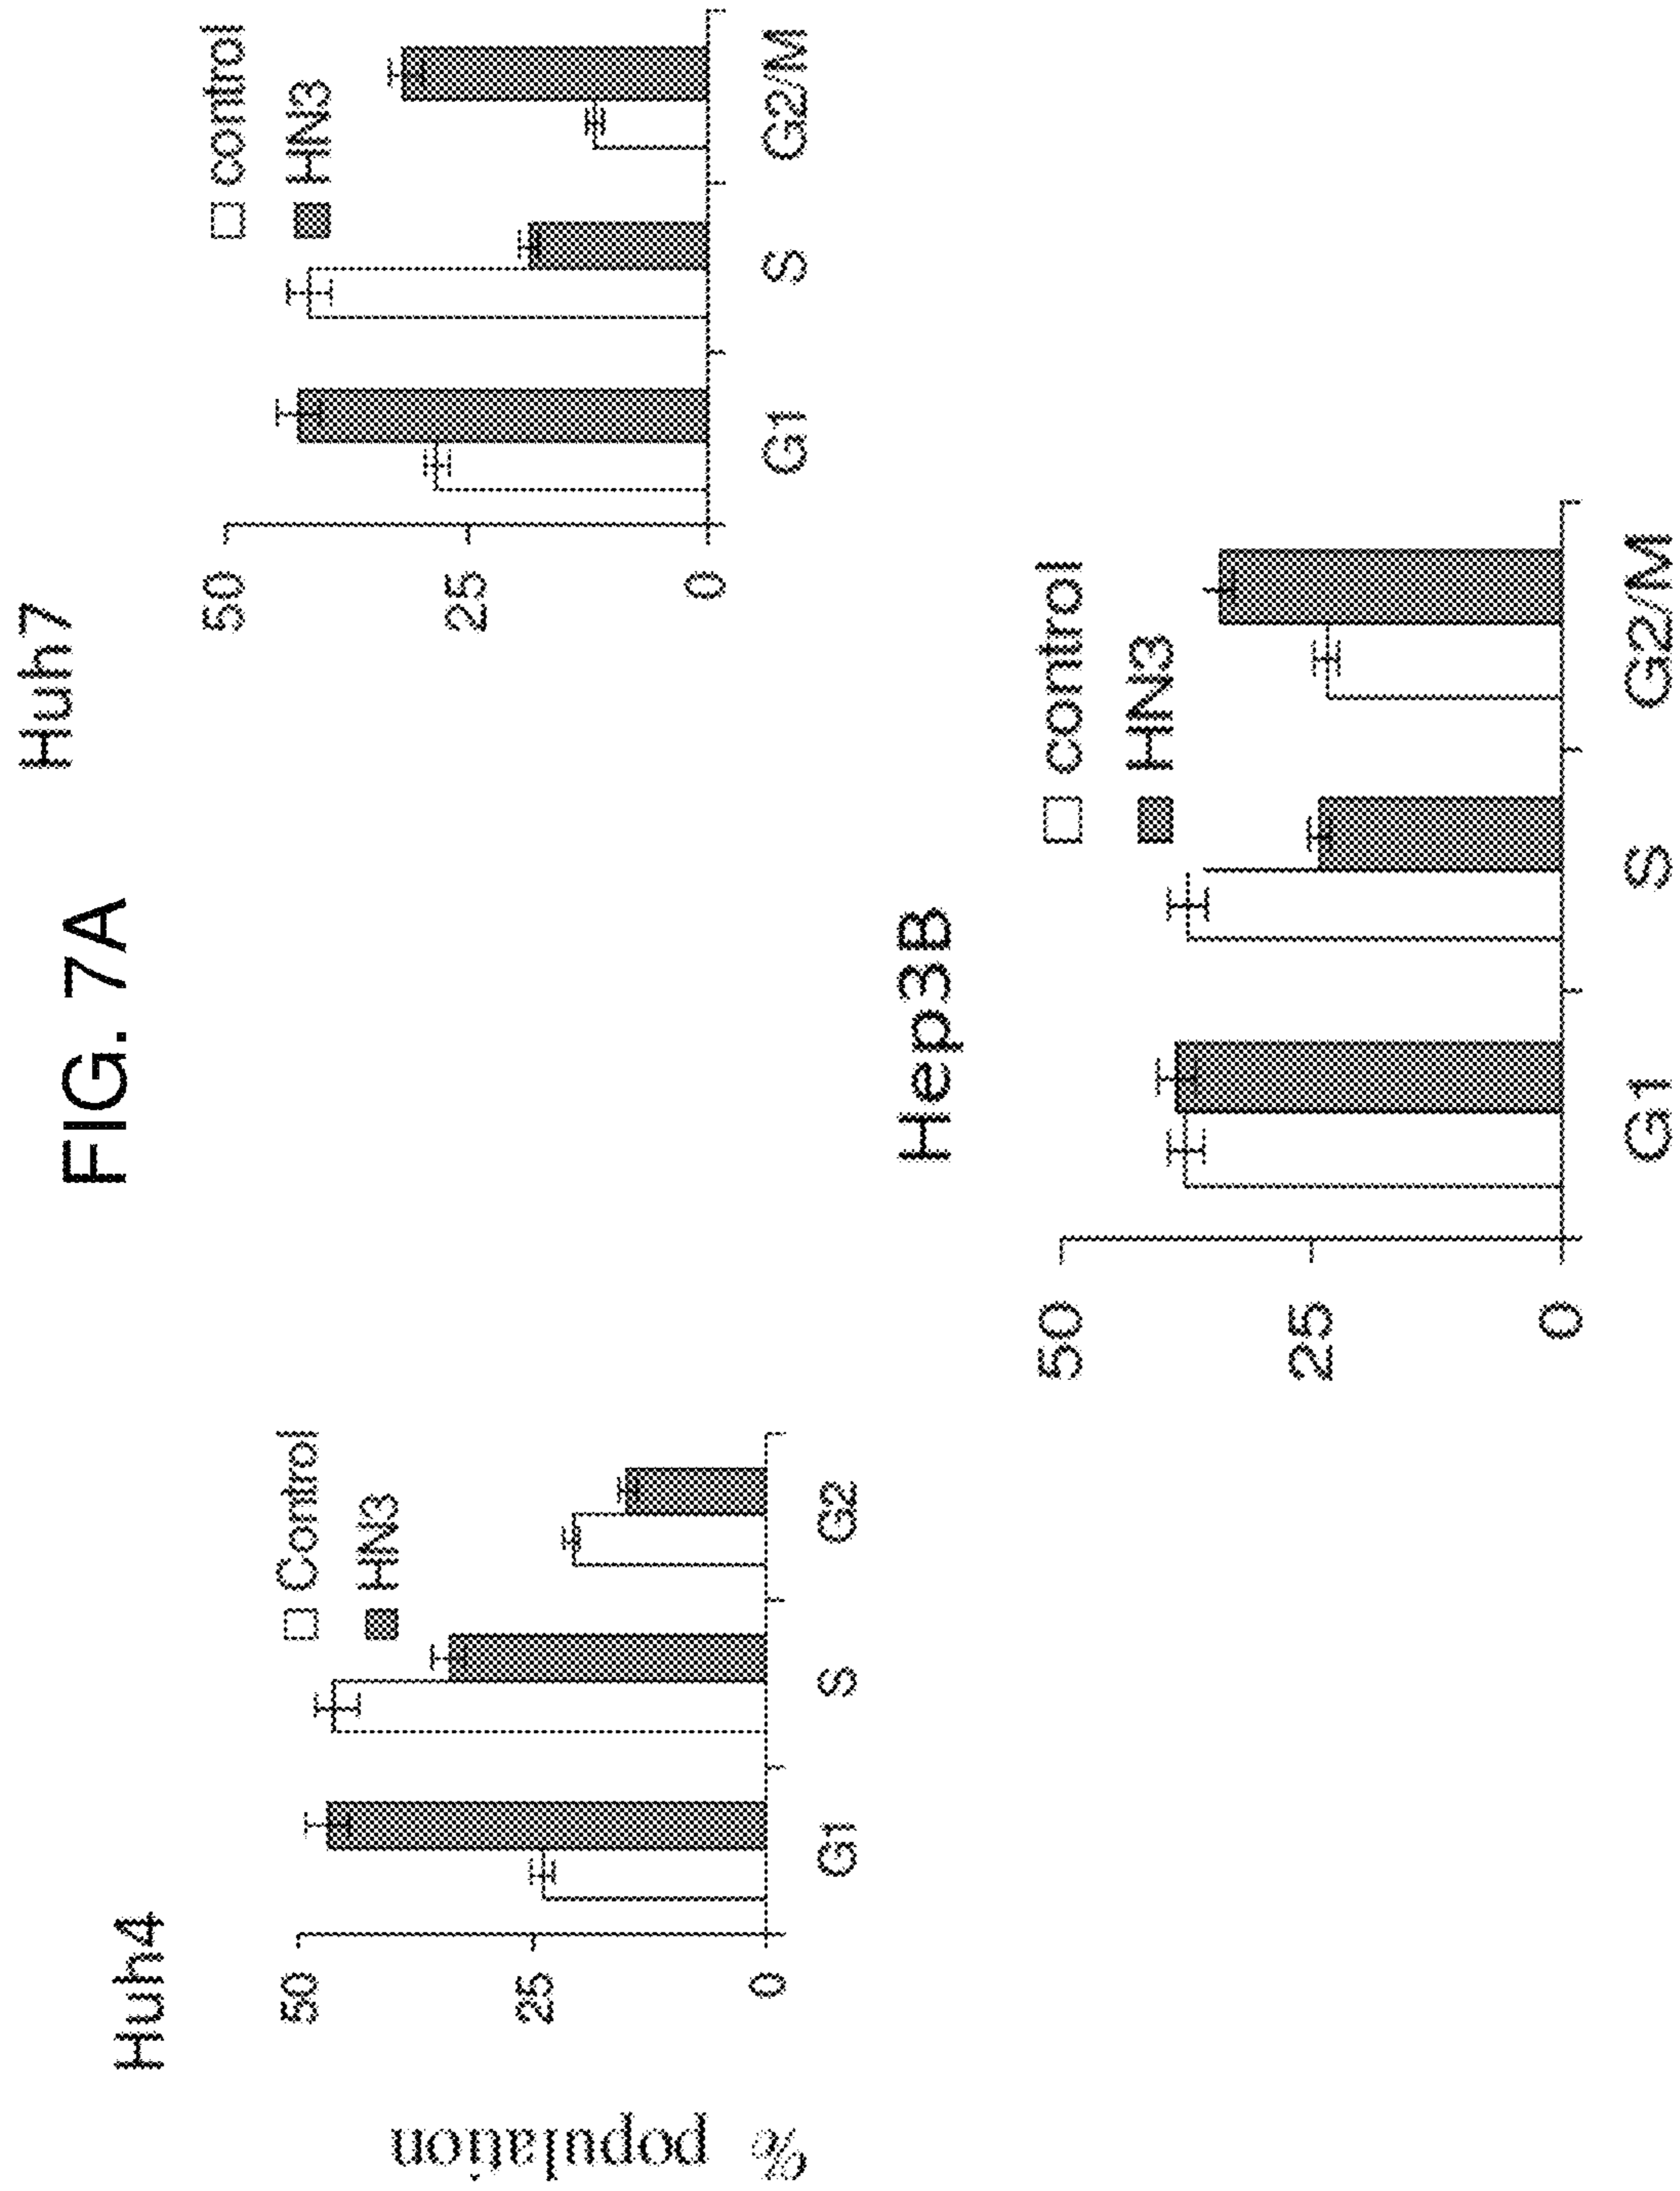 FIG. 7A
Huh4
% population
50
25
0
Control
HN3
G1 S G2
Huh7
50
25
0
control
HN3
G1 S G2/M
Hep3B
50
25
0
control
HN3
G1 S G2/M